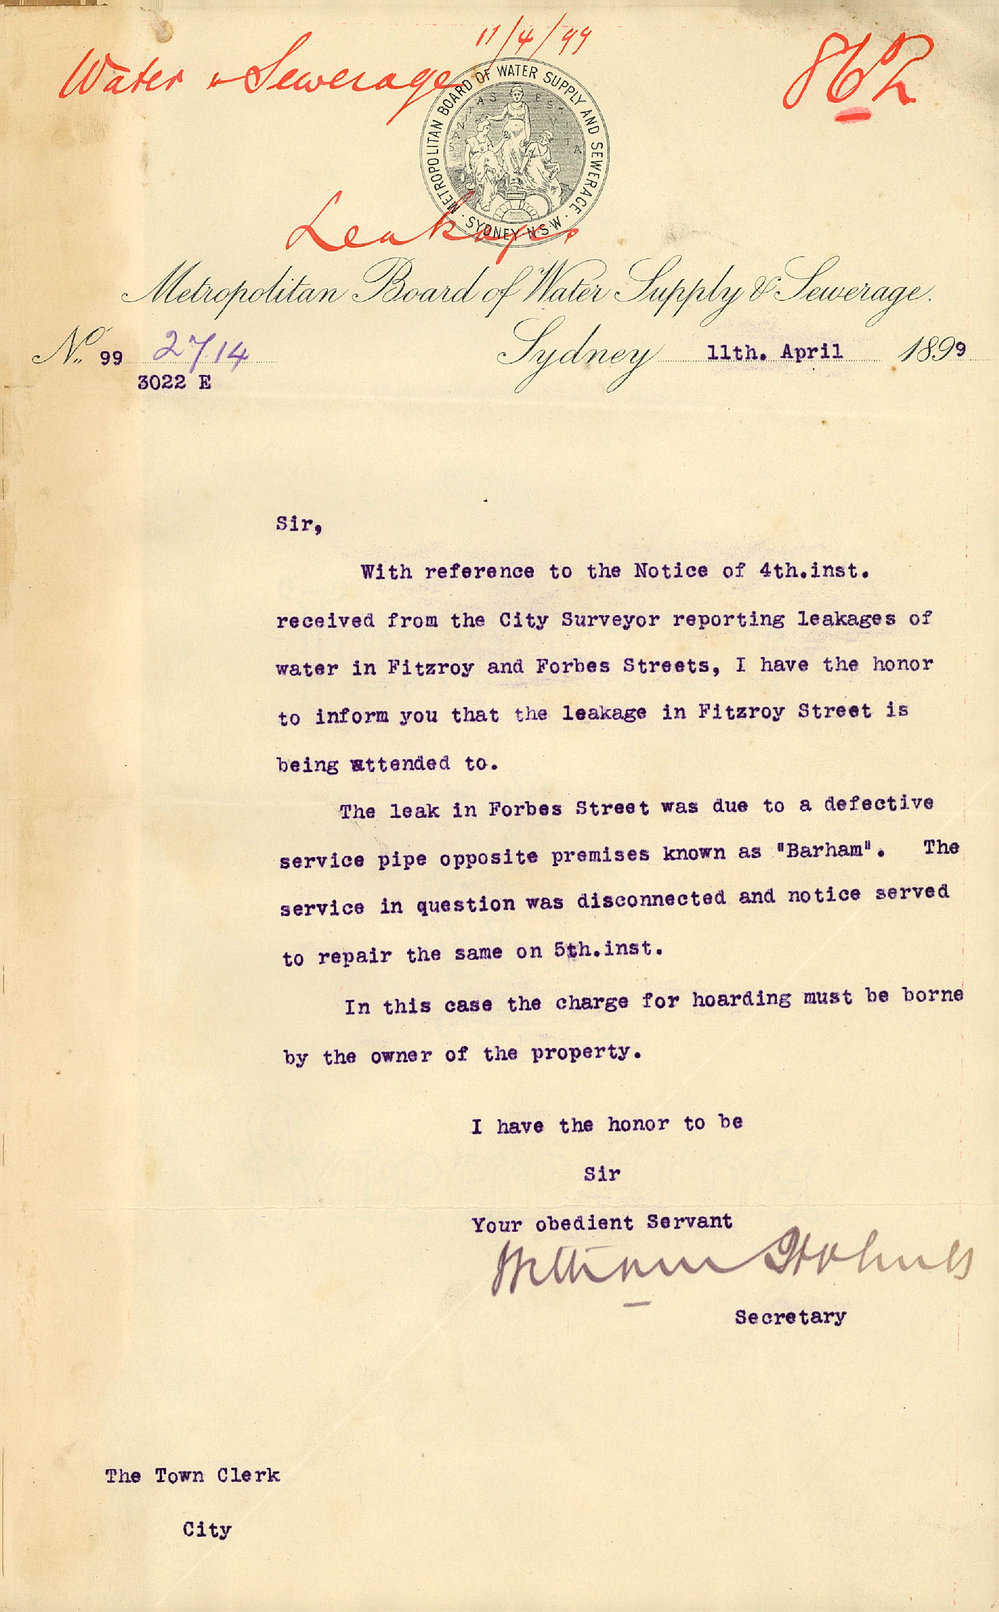 11/4/99
Water & Sewerage
METROPOLITAN BOARD OF WATER SUPPLY AND SEWERAGE.
· SYDNEY N·S·W ·
Leakages
Metropolitan Board of Water Supply & Sewerage.
No. 99 2714
Sydney 11th. April 1899
3022 E
Sir,
With reference to the Notice of 4th.inst.
received from the City Surveyor reporting leakages of
water in Fitzroy and Forbes Streets, I have the honor
to inform you that the leakage in Fitzroy Street is
being attended to.
The leak in Forbes Street was due to a defective
service pipe opposite premises known as "Barham". The
service in question was disconnected and notice served
to repair the same on 5th.inst.
In this case the charge for hoarding must be borne
by the owner of the property.
I have the honor to be
Sir
Your obedient Servant
William Holmes
Secretary
The Town Clerk
City